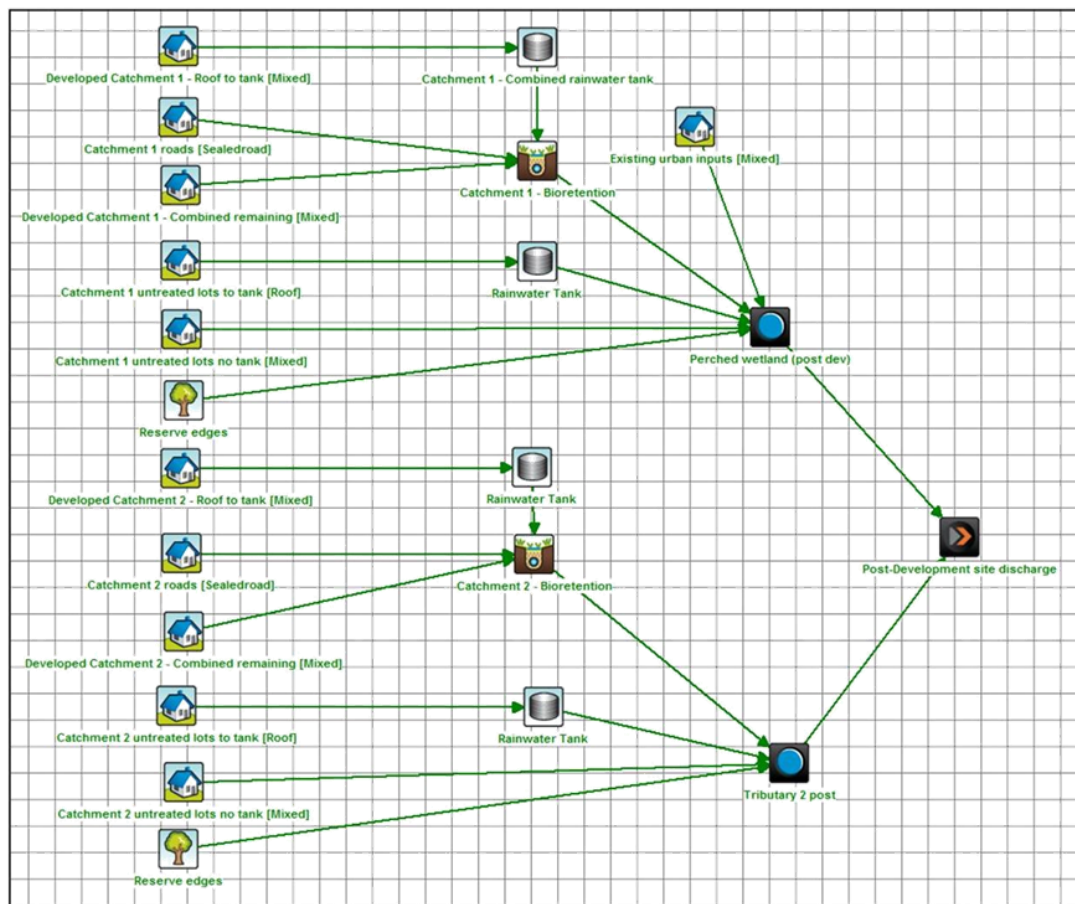 Developed Catchment 1 - Roof to tank [Mixed]
Catchment 1 - Combined rainwater tank
Catchment 1 roads [Sealedroad]
Existing urban inputs [Mixed]
Catchment 1 - Bioretention
Developed Catchment 1 - Combined remaining [Mixed]
Catchment 1 untreated lots to tank [Roof]
Rainwater Tank
Catchment 1 untreated lots no tank [Mixed]
Perched wetland (post dev)
Reserve edges
Developed Catchment 2 - Roof to tank [Mixed]
Rainwater Tank
Post-Development site discharge
Catchment 2 roads [Sealedroad]
Catchment 2 - Bioretention
Developed Catchment 2 - Combined remaining [Mixed]
Catchment 2 untreated lots to tank [Roof]
Rainwater Tank
Tributary 2 post
Catchment 2 untreated lots no tank [Mixed]
Reserve edges